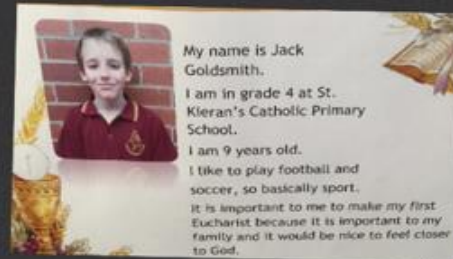 My name is Jack
Goldsmith.
I am in grade 4 at St.
Kieran's Catholic Primary
School.
I am 9 years old.
I like to play football and
soccer, so basically sport.
It is important to me to make my first
Eucharist because it is important to my
family and it would be nice to feel closer
to God.